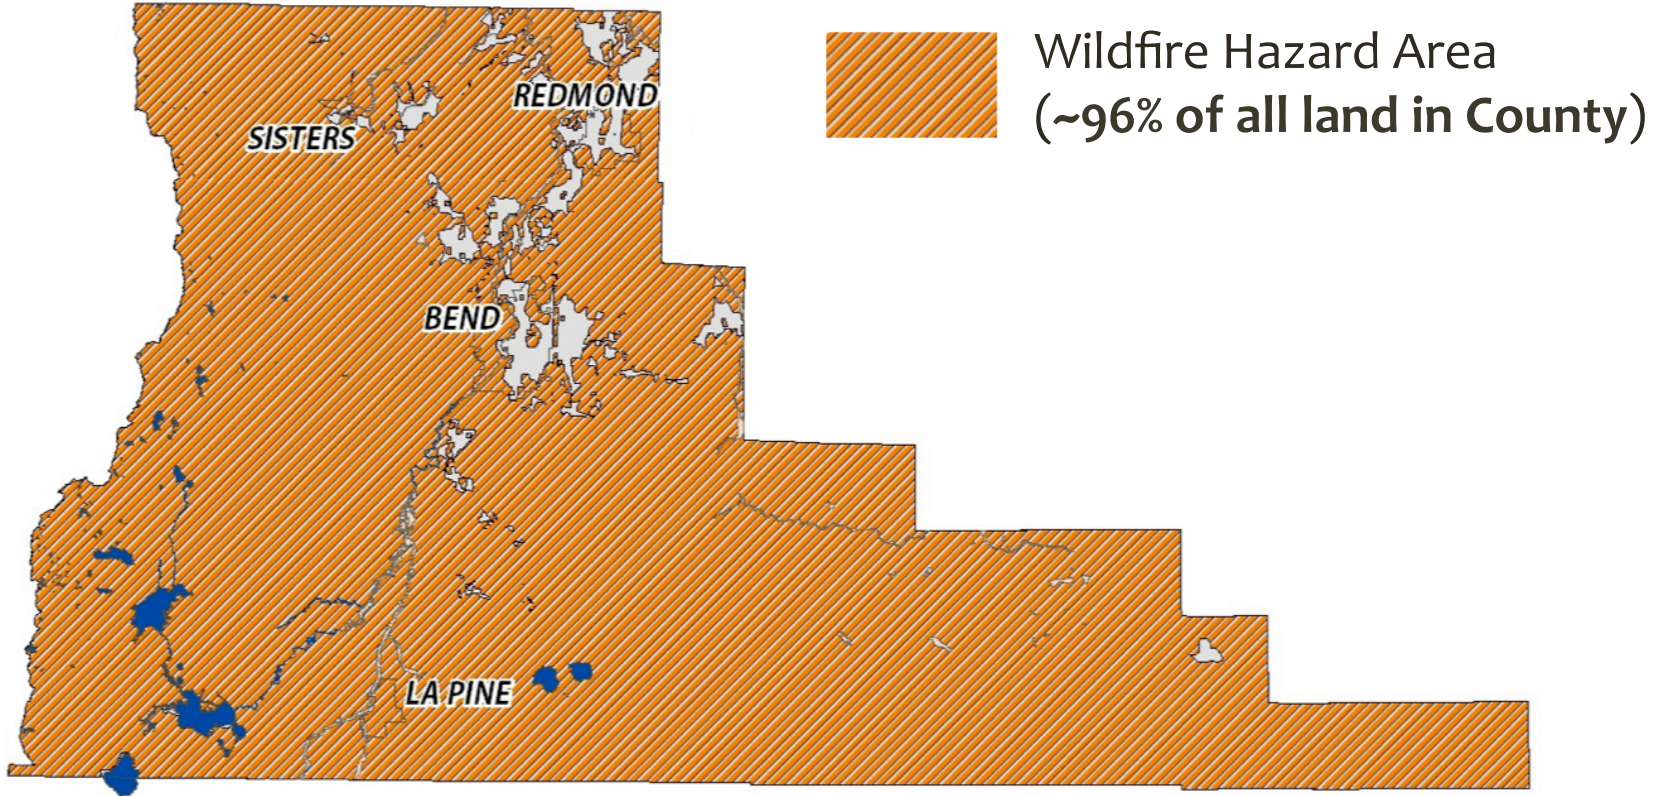 Wildfire Hazard Area
(~96% of all land in County)
REDMOND
SISTERS
BEND
LA PINE